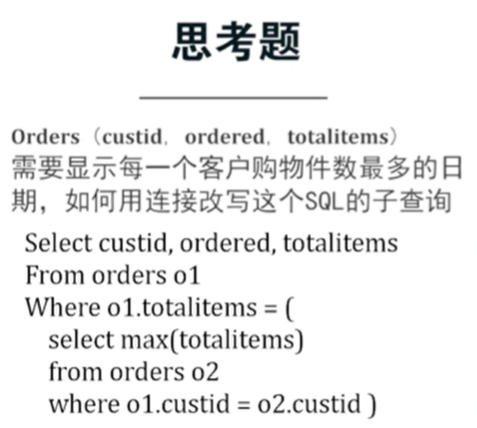 思考题
Orders（custid，ordered，totalitems）
需要显示每一个客户购物件数最多的日
期，如何用连接改写这个SQL的子查询
Select custid, ordered, totalitems
From orders o1
Where o1.totalitems = (
select max(totalitems)
from orders o2
where o1.custid = o2.custid )